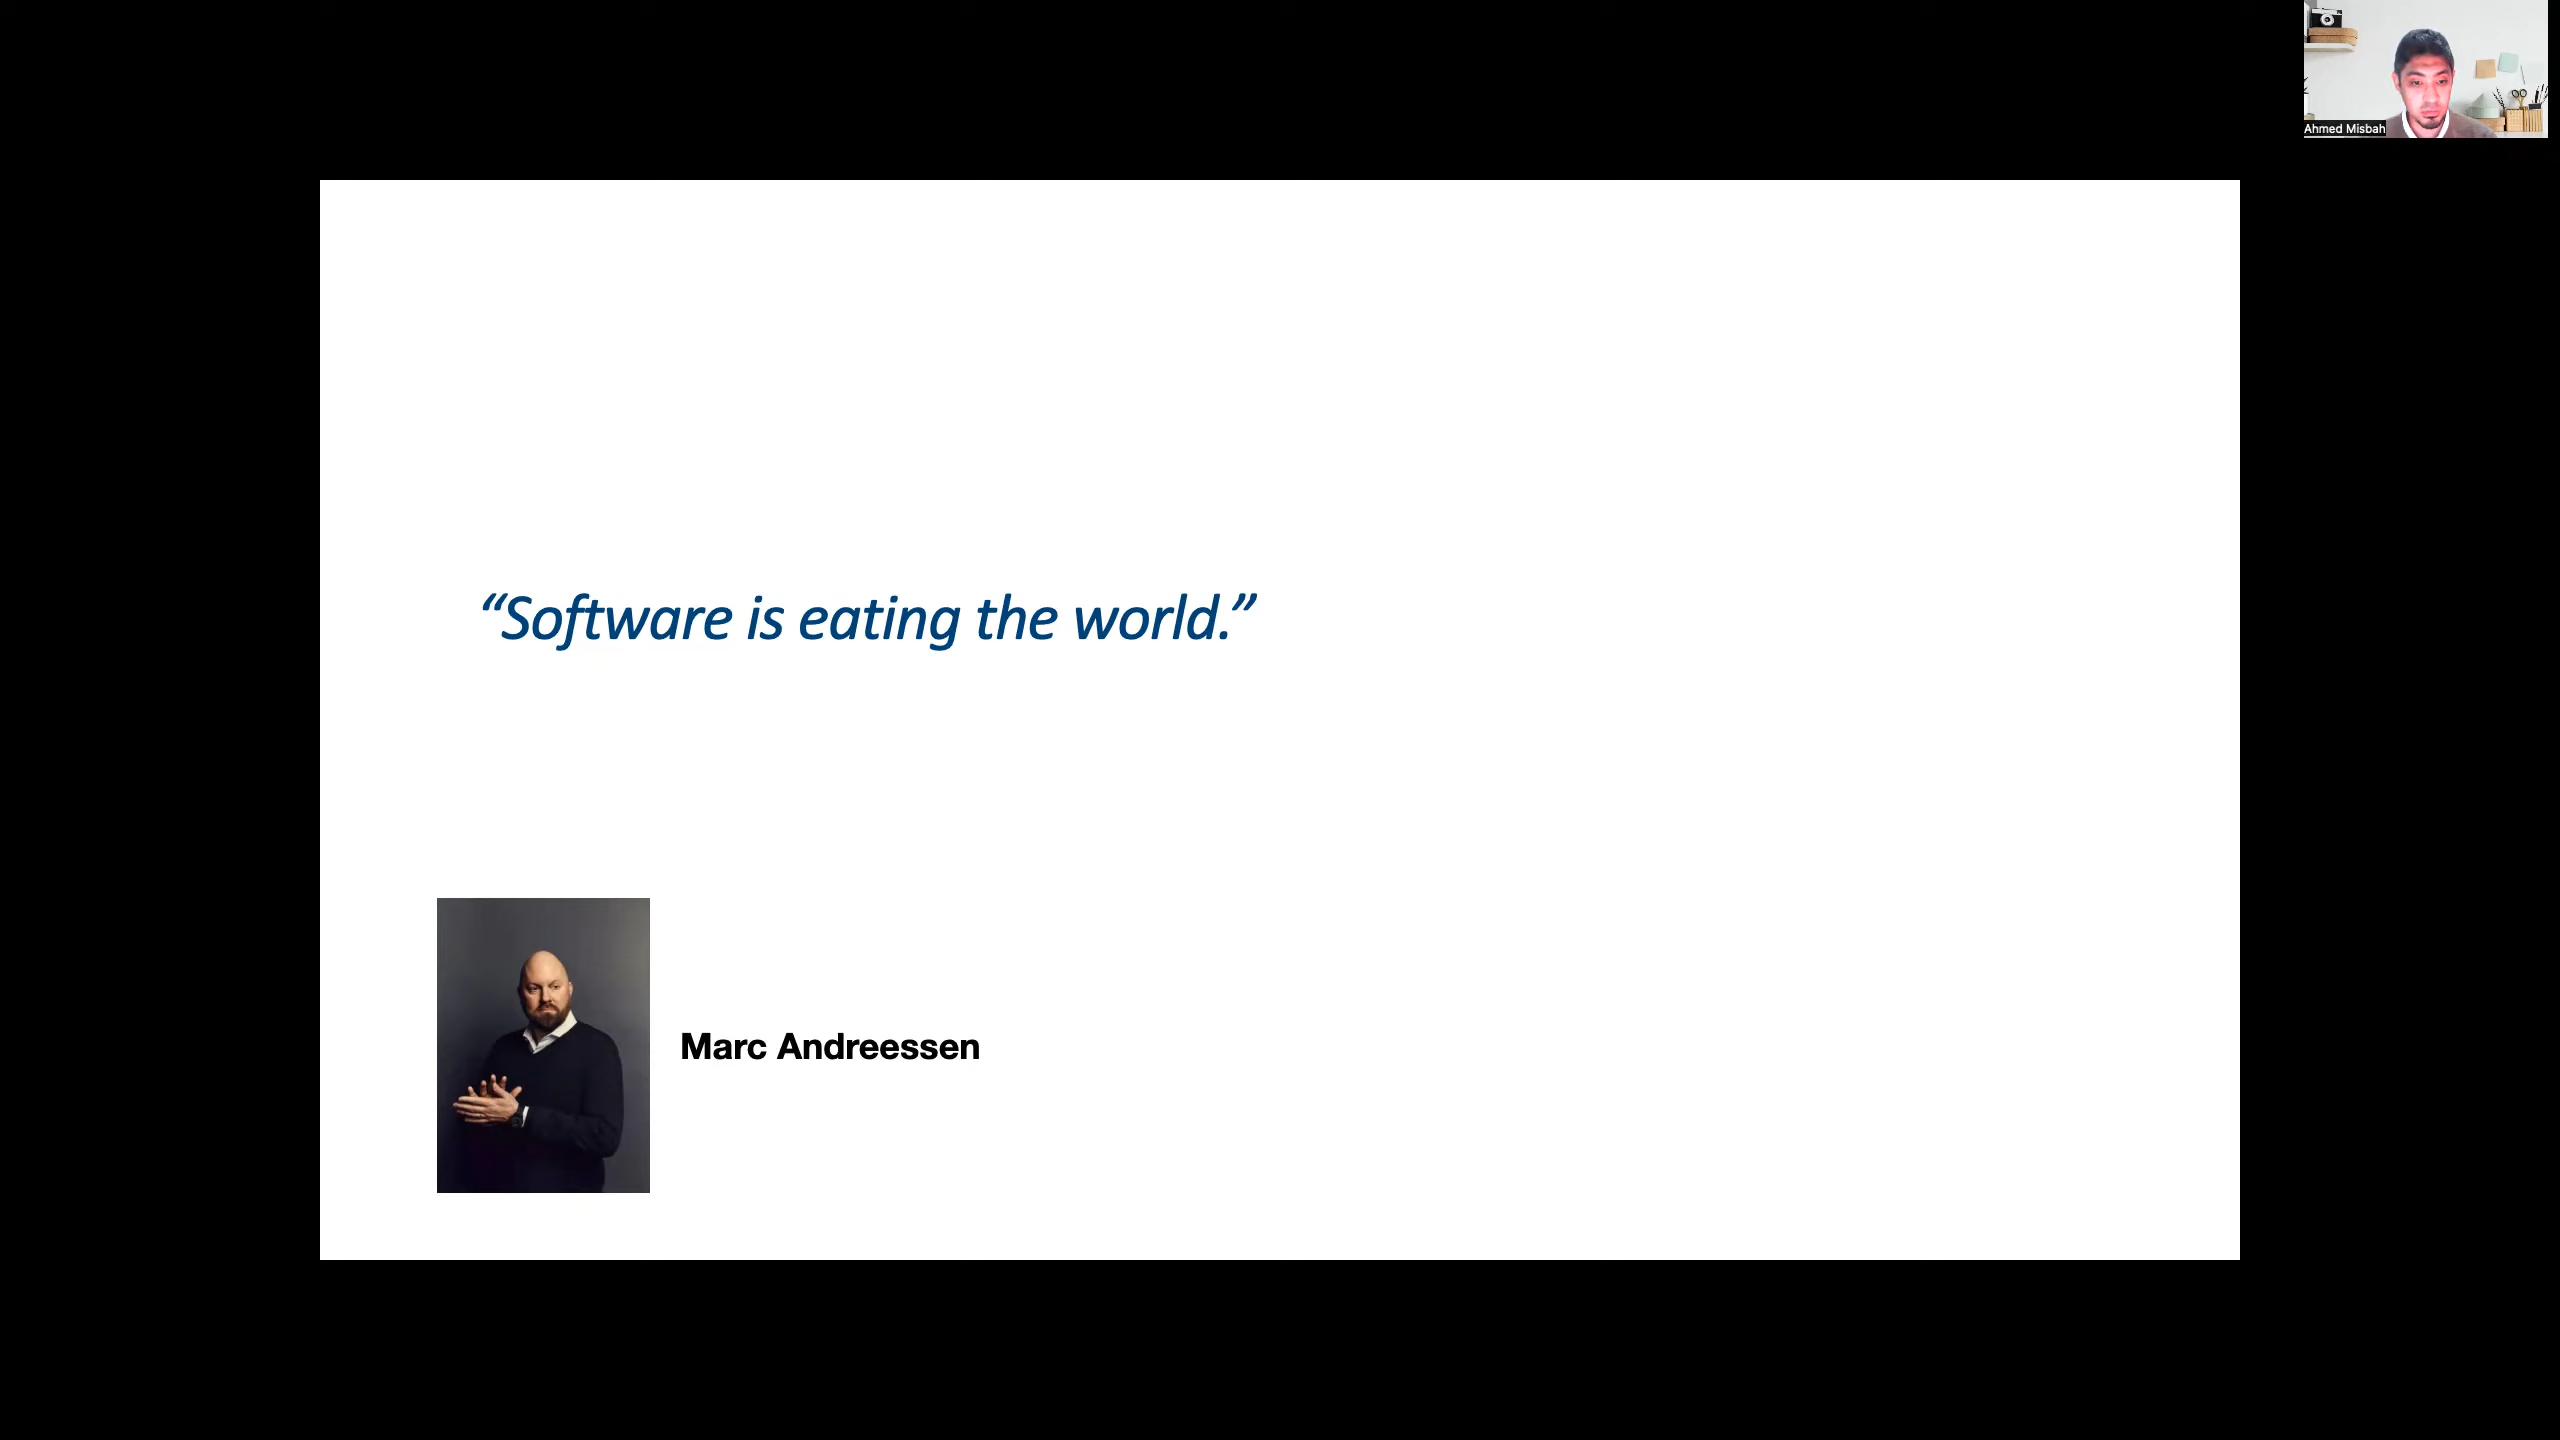 Ahmed Misbah
“Software is eating the world.”
Marc Andreessen